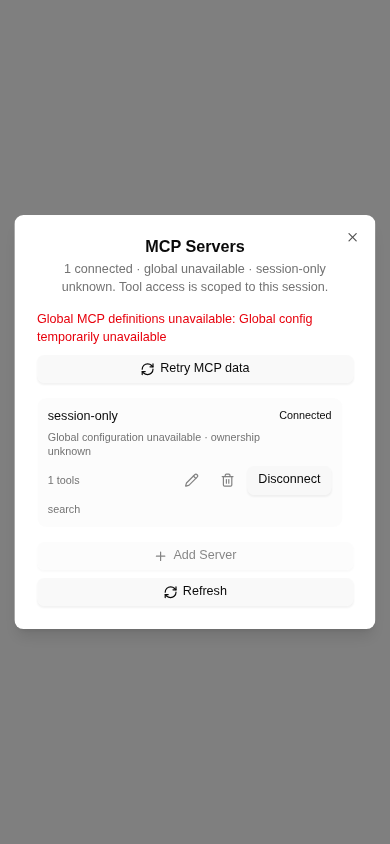 MCP Servers
1 connected · global unavailable · session-only
unknown. Tool access is scoped to this session.
Global MCP definitions unavailable: Global config
temporarily unavailable
Retry MCP data
session-only
Connected
Global configuration unavailable · ownership
unknown
1 tools
Disconnect
search
Add Server
Refresh